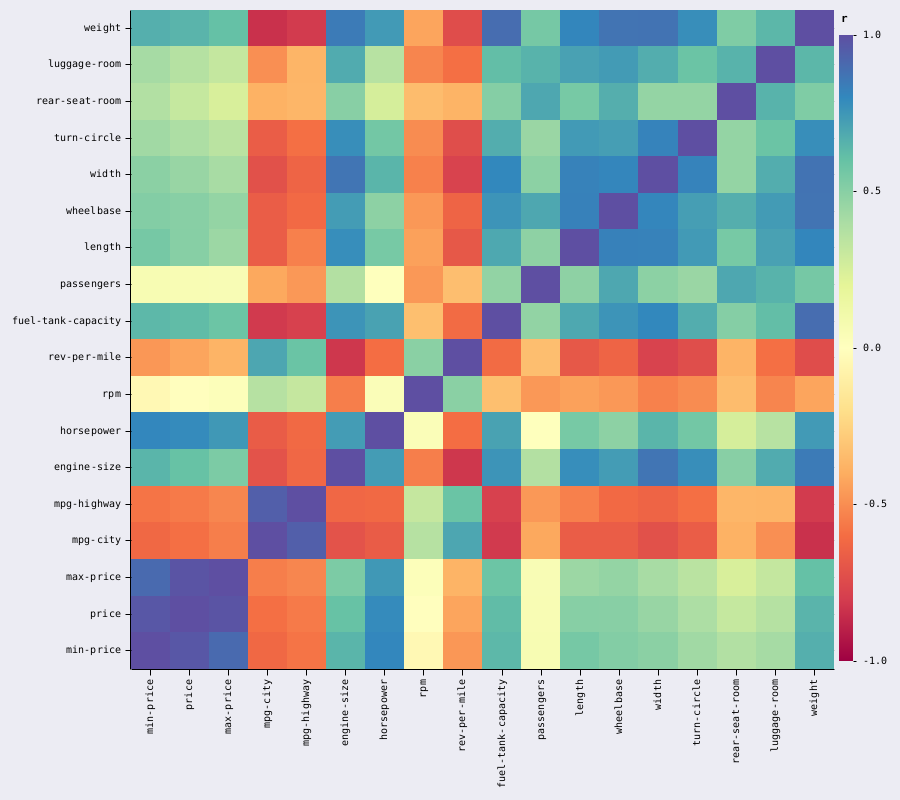 r
weight
luggage-room
rear-seat-room
turn-circle
width
wheelbase
length
passengers
fuel-tank-capacity
rev-per-mile
rpm
horsepower
engine-size
mpg-highway
mpg-city
max-price
price
min-price
1.0
0.5
0.0
-0.5
-1.0
min-price
price
max-price
mpg-city
mpg-highway
engine-size
horsepower
rpm
rev-per-mile
fuel-tank-capacity
passengers
length
wheelbase
width
turn-circle
rear-seat-room
luggage-room
weight